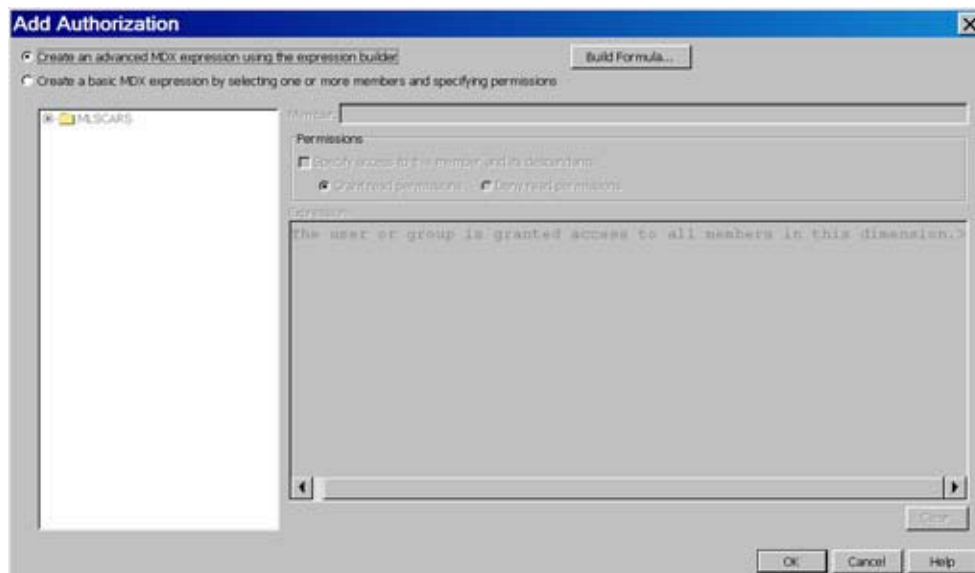 Add Authorization
Create an advanced MDX expression using the expression builder
Build Formula...
Create a basic MDX expression by selecting one or more members and specifying permissions
MLSCARS
Member:
Permissions
Specify access to this member and its descendants
Grant read permissions
Deny read permissions
Expression:
The user or group is granted access to all members in this dimension.>
Clear
OK
Cancel
Help